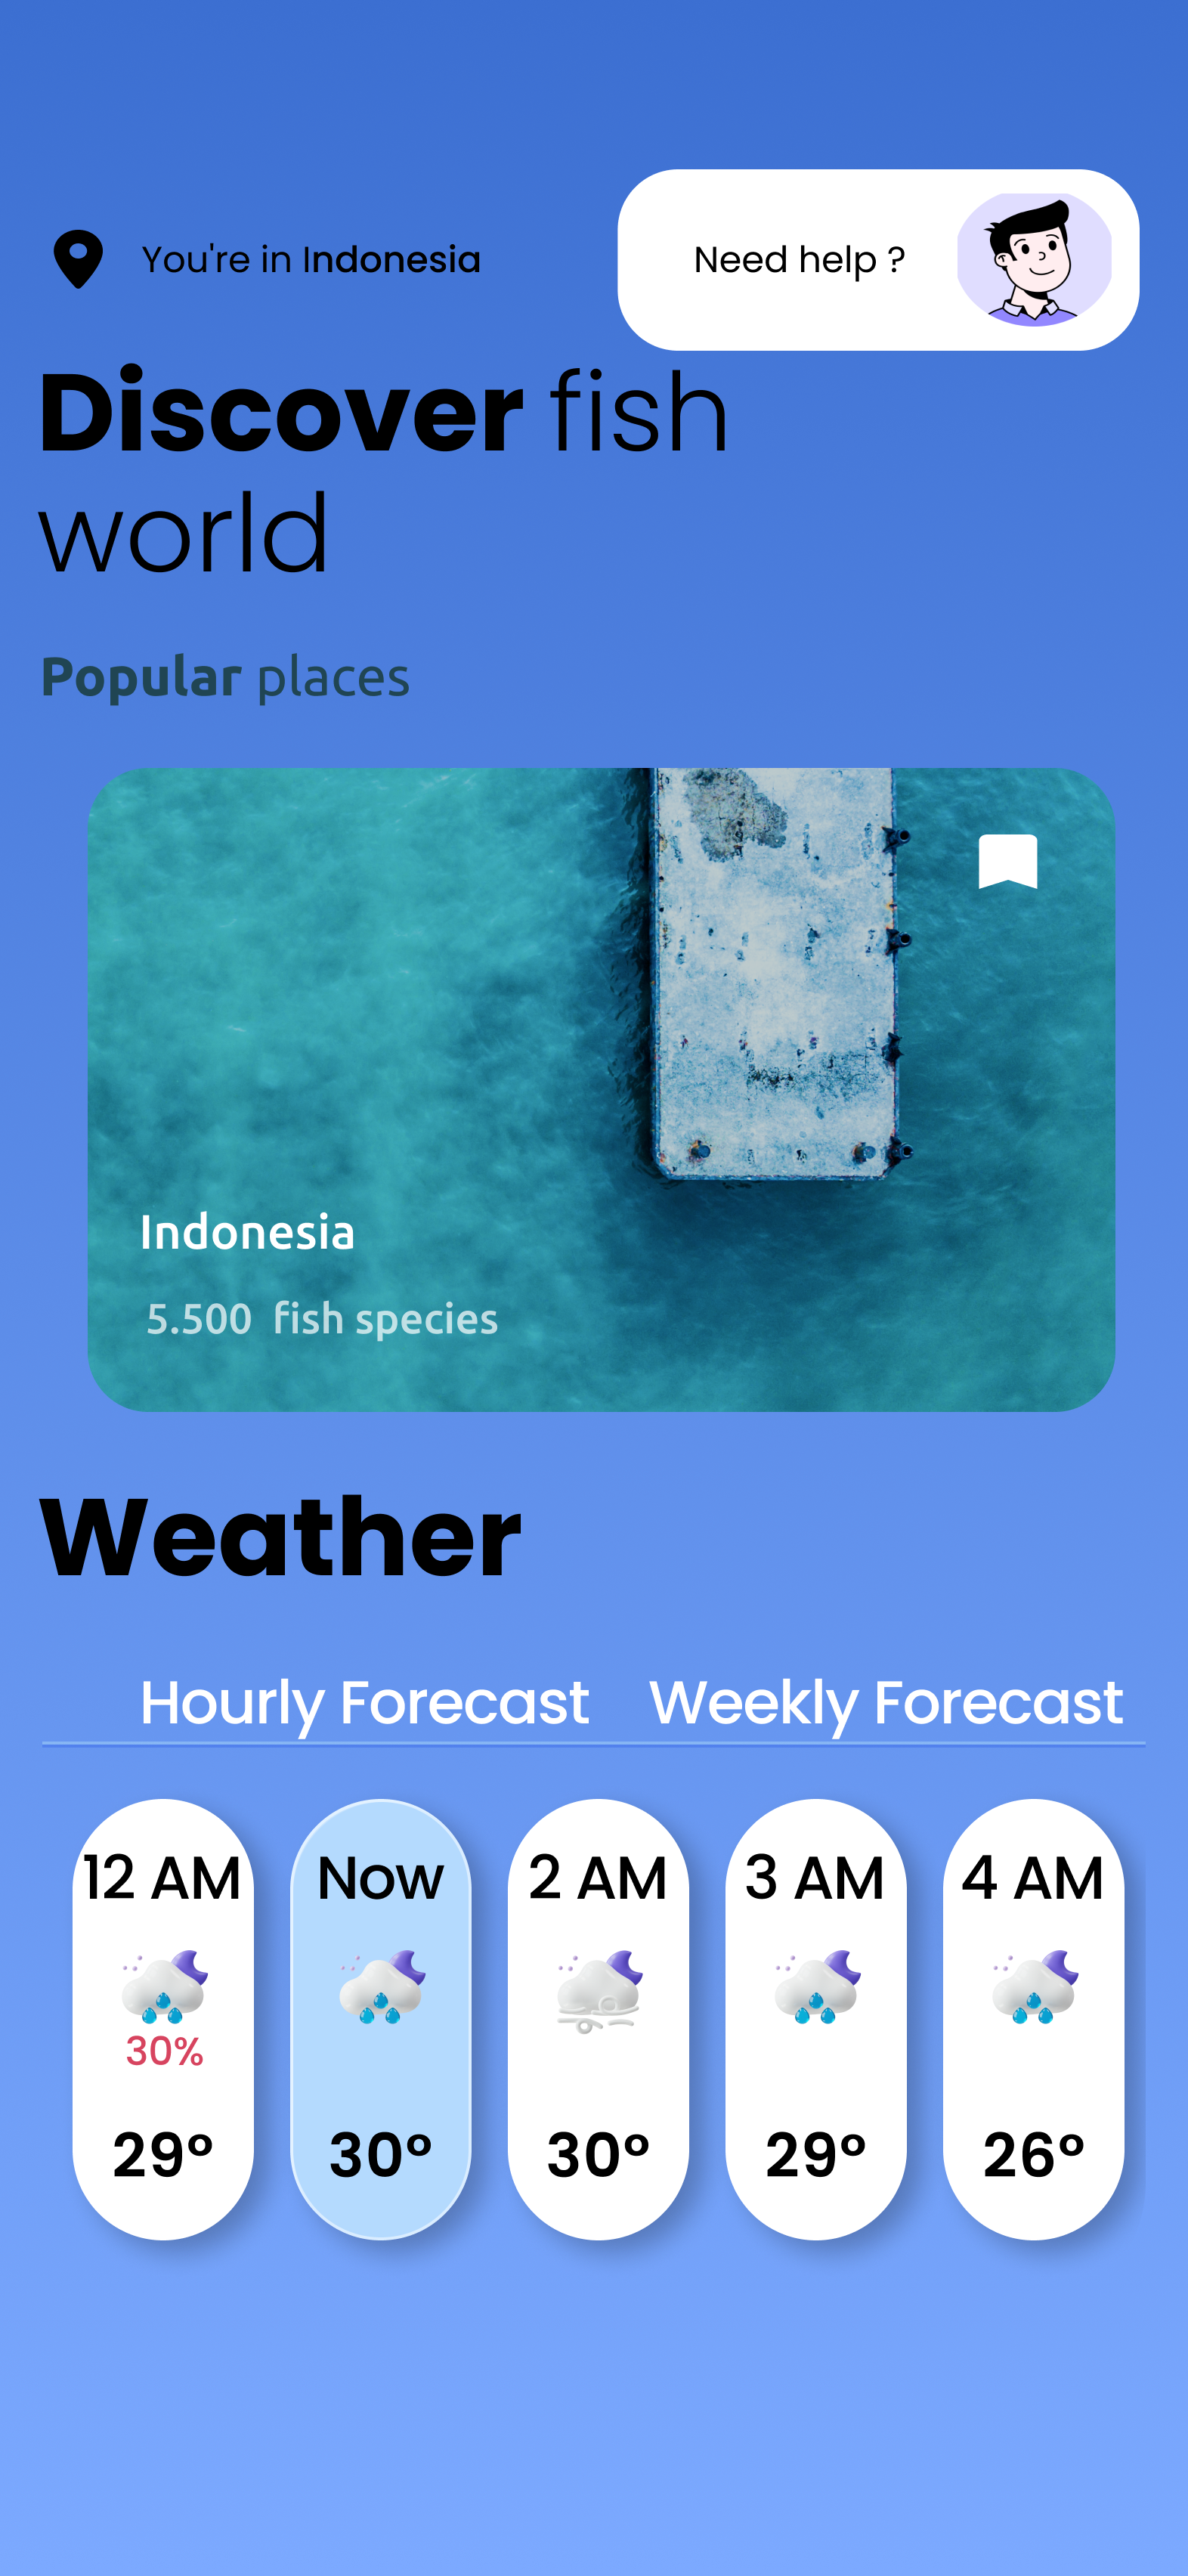 You're in Indonesia
Need help ?
Discover fish
world
Popular places
Indonesia
5.500 fish species
Weather
Hourly Forecast Weekly Forecast
12 AM Now 2 AM 3 AM 4 AM
30%
29° 30° 30° 29° 26°